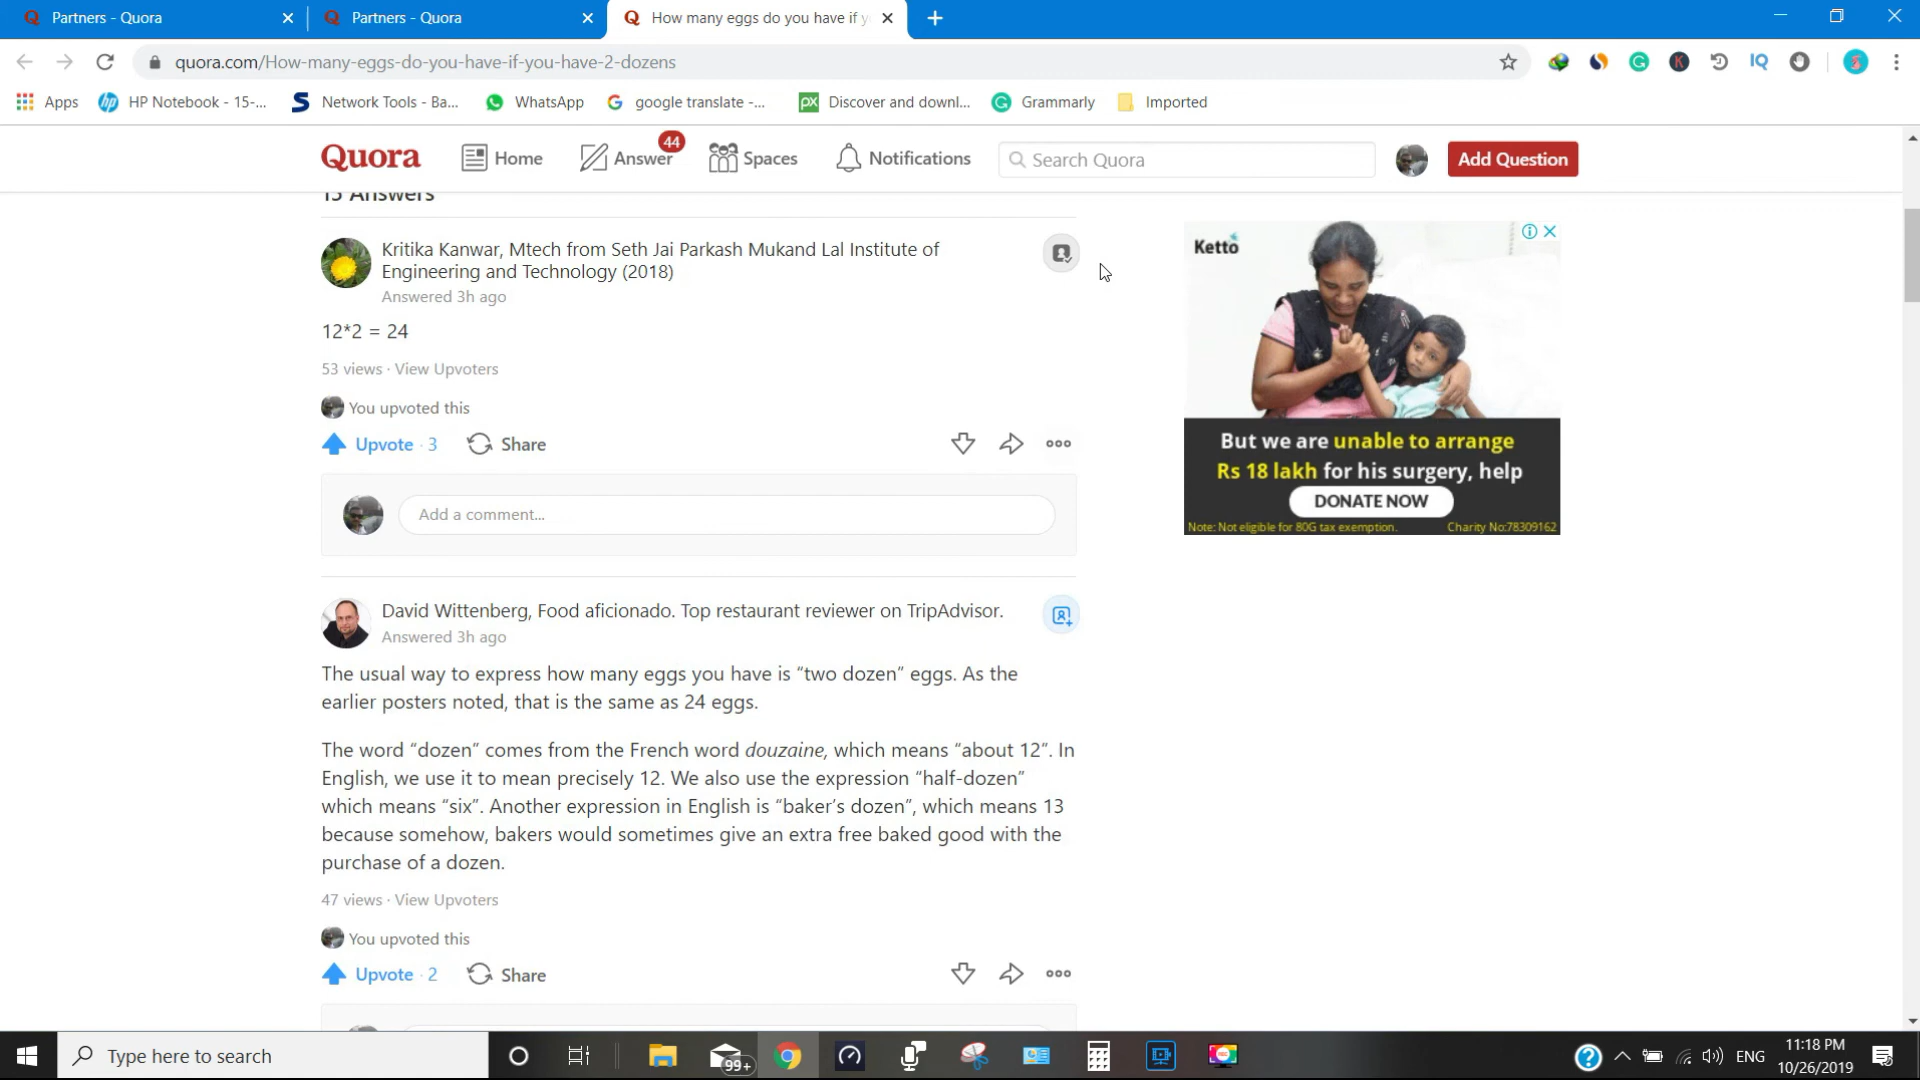 Partners - Quora
Partners - Quora
How many eggs do you have if y
quora.com/How-many-eggs-do-you-have-if-you-have-2-dozens
Apps
HP Notebook - 15-...
Network Tools - Ba...
WhatsApp
google translate -...
Discover and downl...
Grammarly
Imported
Quora
Home
Answer
44
Spaces
Notifications
Search Quora
Add Question
15 Answers
Kritika Kanwar, Mtech from Seth Jai Parkash Mukand Lal Institute of
Engineering and Technology (2018)
Answered 3h ago
12*2 = 24
53 views · View Upvoters
You upvoted this
Upvote · 3
Share
Add a comment...
Ketto
But we are unable to arrange
Rs 18 lakh for his surgery, help
DONATE NOW
Note: Not eligible for 80G tax exemption.
Charity No:78309162
David Wittenberg, Food aficionado. Top restaurant reviewer on TripAdvisor.
Answered 3h ago
The usual way to express how many eggs you have is “two dozen” eggs. As the
earlier posters noted, that is the same as 24 eggs.
The word “dozen” comes from the French word douzaine, which means “about 12”. In
English, we use it to mean precisely 12. We also use the expression “half-dozen”
which means “six”. Another expression in English is “baker’s dozen”, which means 13
because somehow, bakers would sometimes give an extra free baked good with the
purchase of a dozen.
47 views · View Upvoters
You upvoted this
Upvote · 2
Share
Type here to search
99+
ENG
11:18 PM
10/26/2019